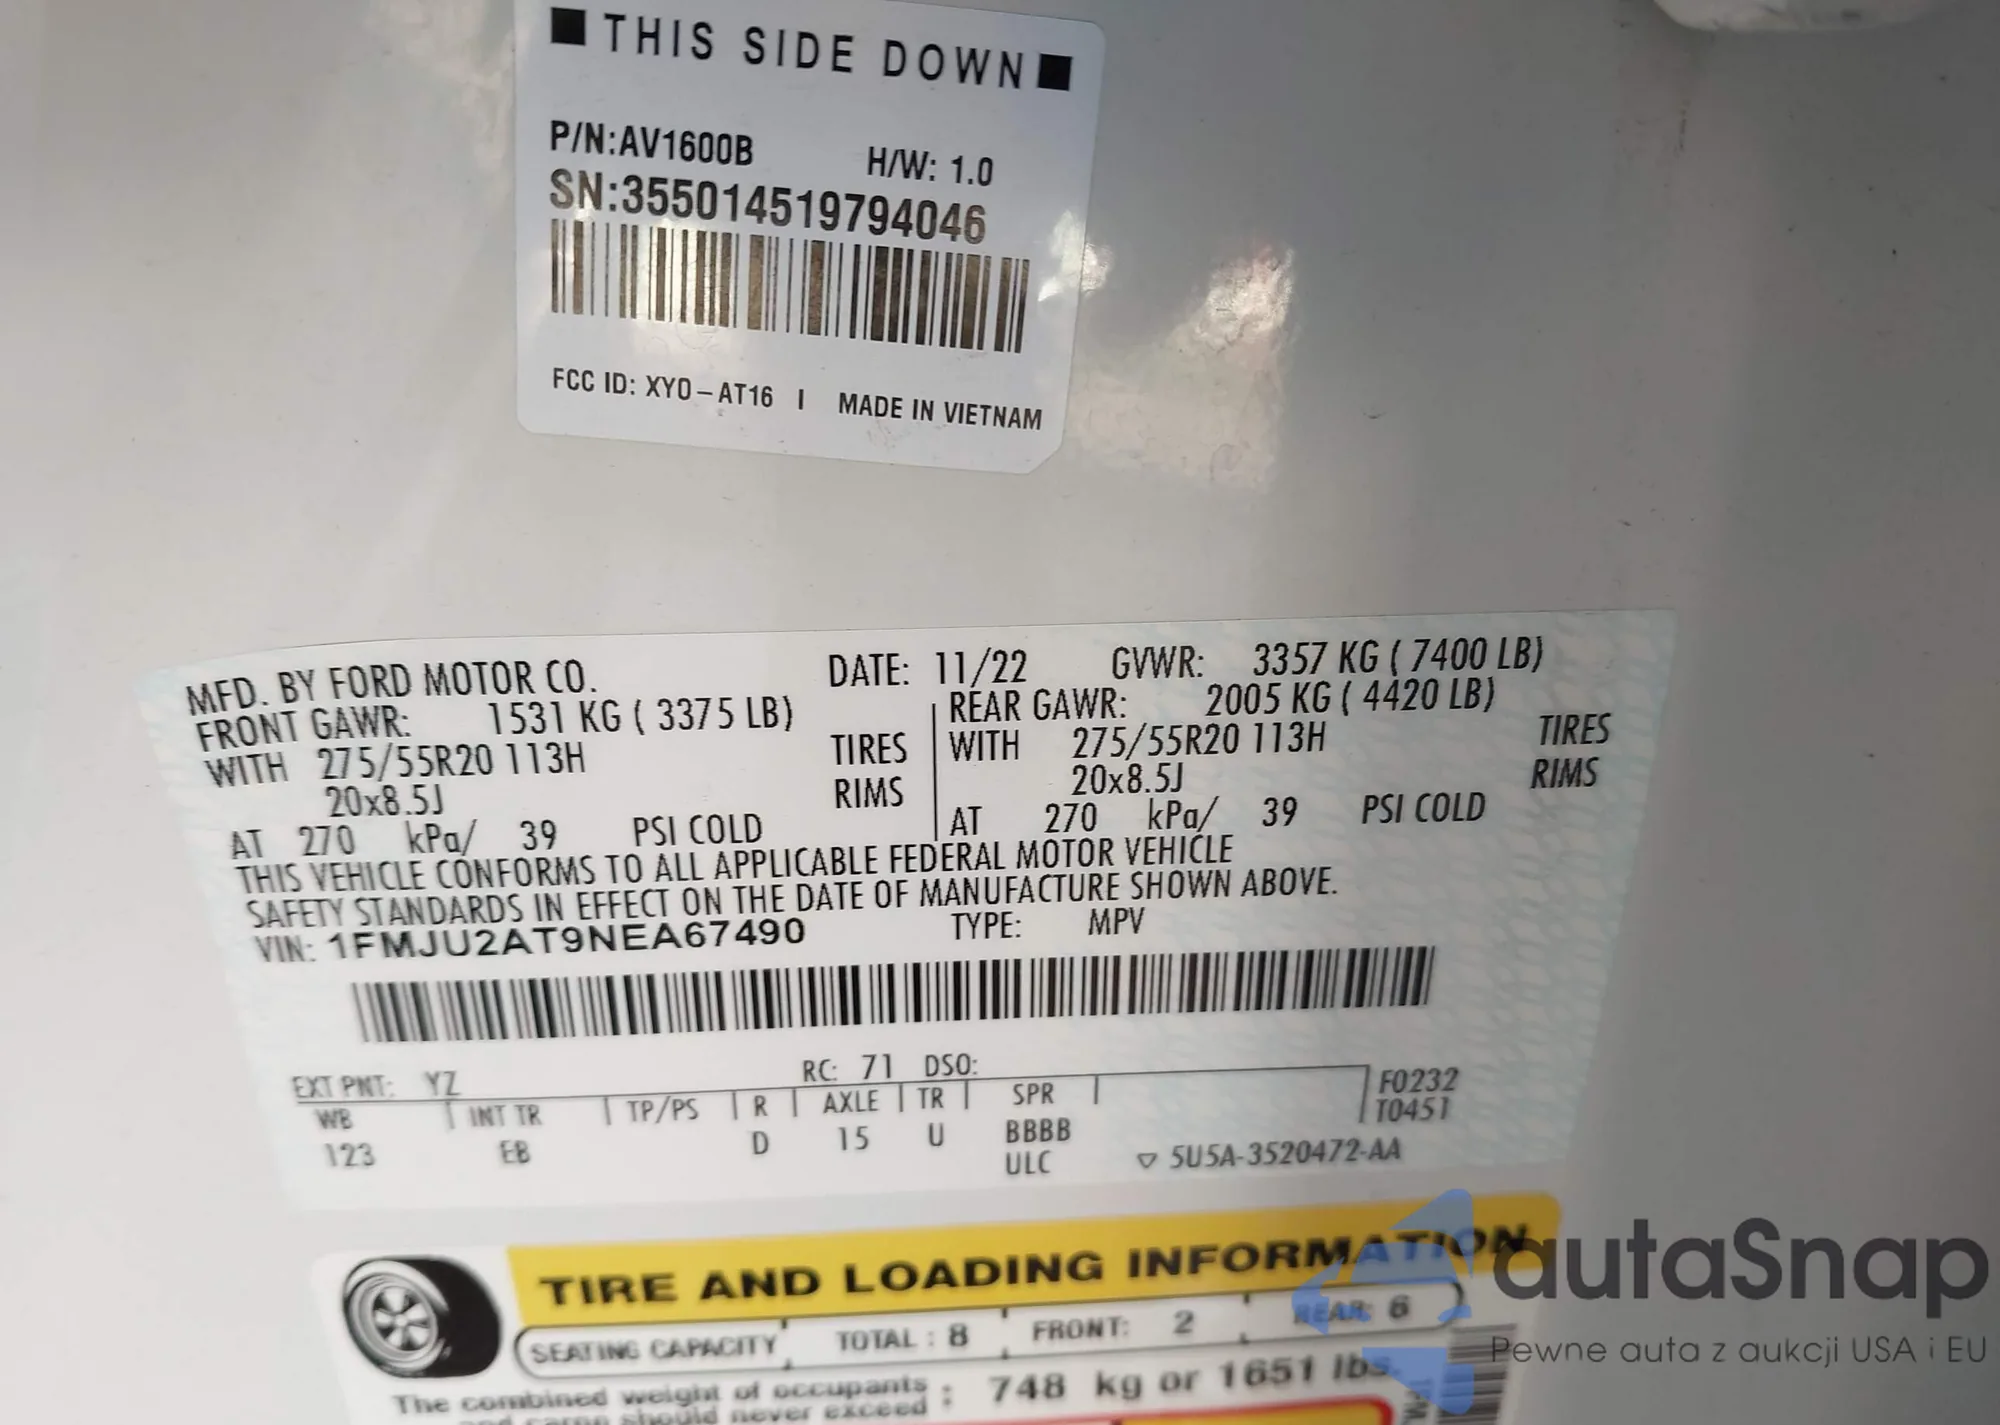 ■ THIS SIDE DOWN ■
P/N:AV1600B H/W: 1.0
SN:355014519794046
FCC ID: XYO-AT16 I MADE IN VIETNAM
MFD. BY FORD MOTOR CO. DATE: 11/22 GVWR: 3357 KG ( 7400 LB)
FRONT GAWR: 1531 KG ( 3375 LB) REAR GAWR: 2005 KG ( 4420 LB)
WITH 275/55R20 113H TIRES WITH 275/55R20 113H TIRES
20x8.5J RIMS 20x8.5J RIMS
AT 270 kPa/ 39 PSI COLD AT 270 kPa/ 39 PSI COLD
THIS VEHICLE CONFORMS TO ALL APPLICABLE FEDERAL MOTOR VEHICLE
SAFETY STANDARDS IN EFFECT ON THE DATE OF MANUFACTURE SHOWN ABOVE.
VIN: 1FMJU2AT9NEA67490 TYPE: MPV
EXT PNT: YZ RC: 71 DSO:
WB INT TR TP/PS R AXLE TR SPR F0232
T0451
123 EB D 15 U BBBB
ULC ▽ 5U5A-3520472-AA
TIRE AND LOADING INFORMATION
SEATING CAPACITY TOTAL : 8 FRONT: 2 REAR: 6
The combined weight of occupants : 748 kg or 1651 lbs.
and cargo should never exceed
autaSnap
Pewne auta z aukcji USA i EU